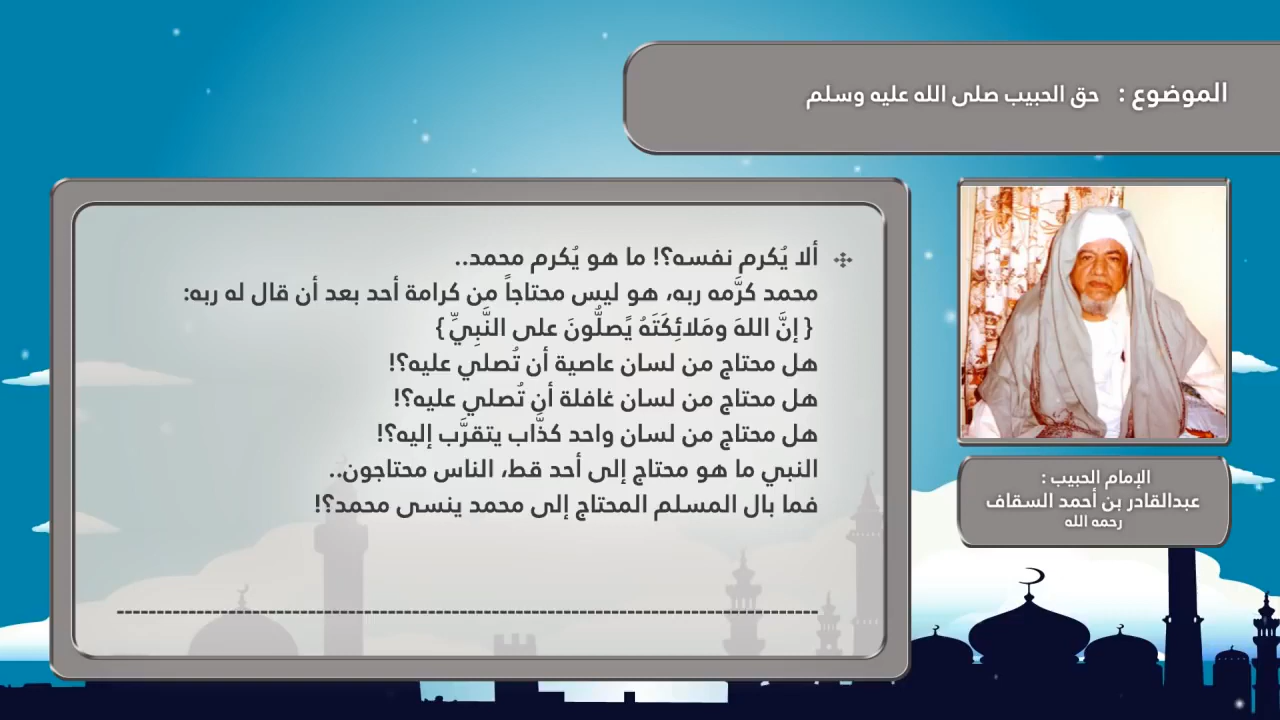 الموضوع : حق الحبيب صلى الله عليه وسلم
ألا يُكرم نفسه؟! ما هو يُكرم محمد..
محمد كرَّمه ربه، هو ليس محتاجاً من كرامة أحد بعد أن قال له ربه:
{ إنَّ اللهَ ومَلائِكَتَهُ يًصلُّونَ على النَّبِيِّ }
هل محتاج من لسان عاصية أن تُصلي عليه؟!
هل محتاج من لسان غافلة أن تُصلي عليه؟!
هل محتاج من لسان واحد كذَّاب يتقرَّب إليه؟!
النبي ما هو محتاج إلى أحد قط، الناس محتاجون..
فما بال المسلم المحتاج إلى محمد ينسى محمد؟!
الإمام الحبيب :
عبدالقادر بن أحمد السقاف
رحمه الله